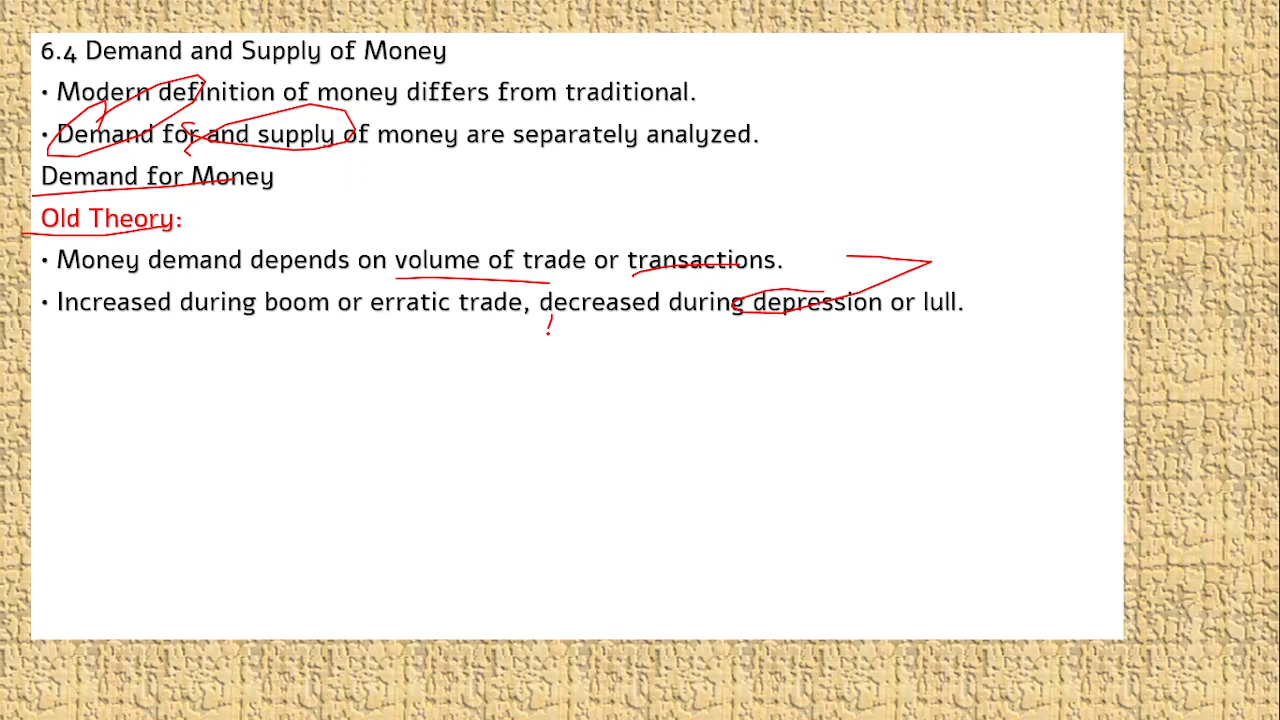 6.4 Demand and Supply of Money
• Modern definition of money differs from traditional.
• Demand for and supply of money are separately analyzed.
Demand for Money
Old Theory:
• Money demand depends on volume of trade or transactions.
• Increased during boom or erratic trade, decreased during depression or lull.